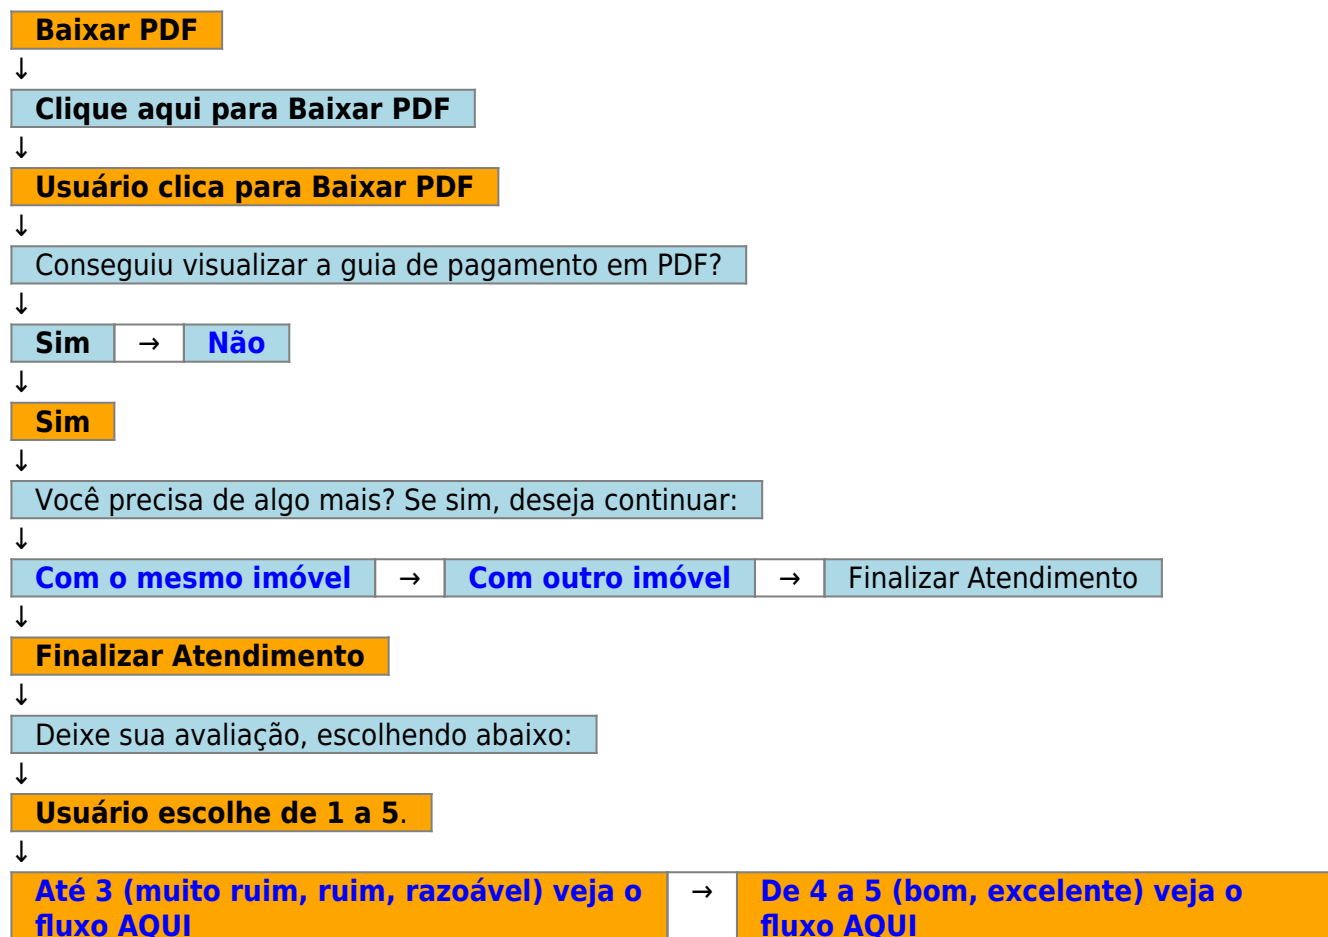 Baixar PDF
↓
Clique aqui para Baixar PDF
↓
Usuário clica para Baixar PDF
↓
Conseguiu visualizar a guia de pagamento em PDF?
↓
Sim → Não
↓
Sim
↓
Você precisa de algo mais? Se sim, deseja continuar:
↓
Com o mesmo imóvel → Com outro imóvel → Finalizar Atendimento
↓
Finalizar Atendimento
↓
Deixe sua avaliação, escolhendo abaixo:
↓
Usuário escolhe de 1 a 5.
↓
Até 3 (muito ruim, ruim, razoável) veja o → De 4 a 5 (bom, excelente) veja o
fluxo AQUI fluxo AQUI